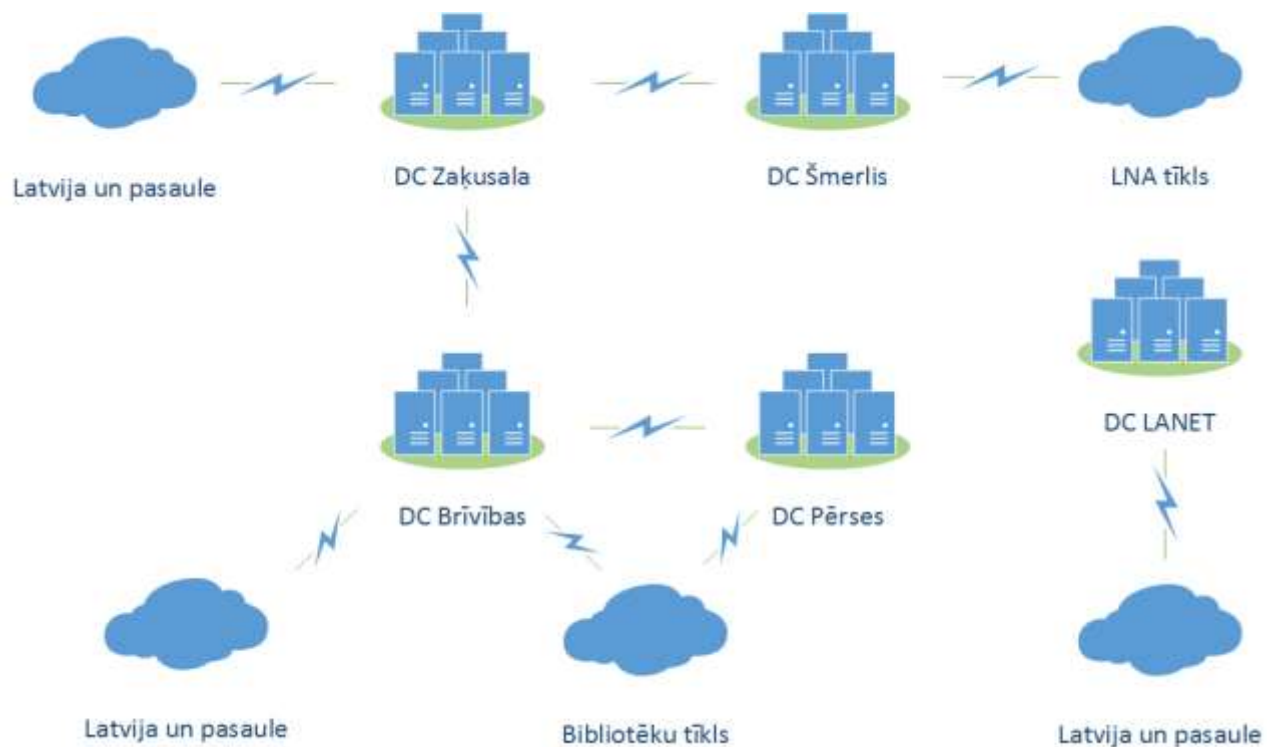 Latvija un pasaule
DC Zaķusala
DC Šmerlis
LNA tīkls
DC LANET
DC Brīvības
DC Pērses
Latvija un pasaule
Bibliotēku tīkls
Latvija un pasaule